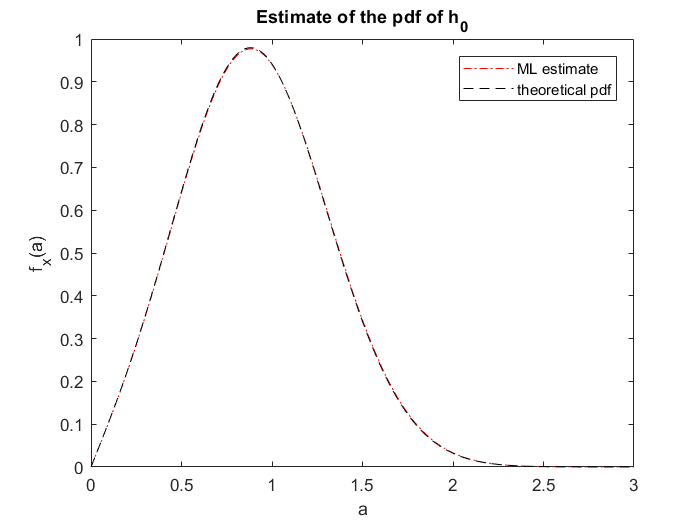 Estimate of the pdf of h0
1
0.9
0.8
0.7
0.6
0.5
0.4
0.3
0.2
0.1
0
fx(a)
ML estimate
theoretical pdf
0 0.5 1 1.5 2 2.5 3
a